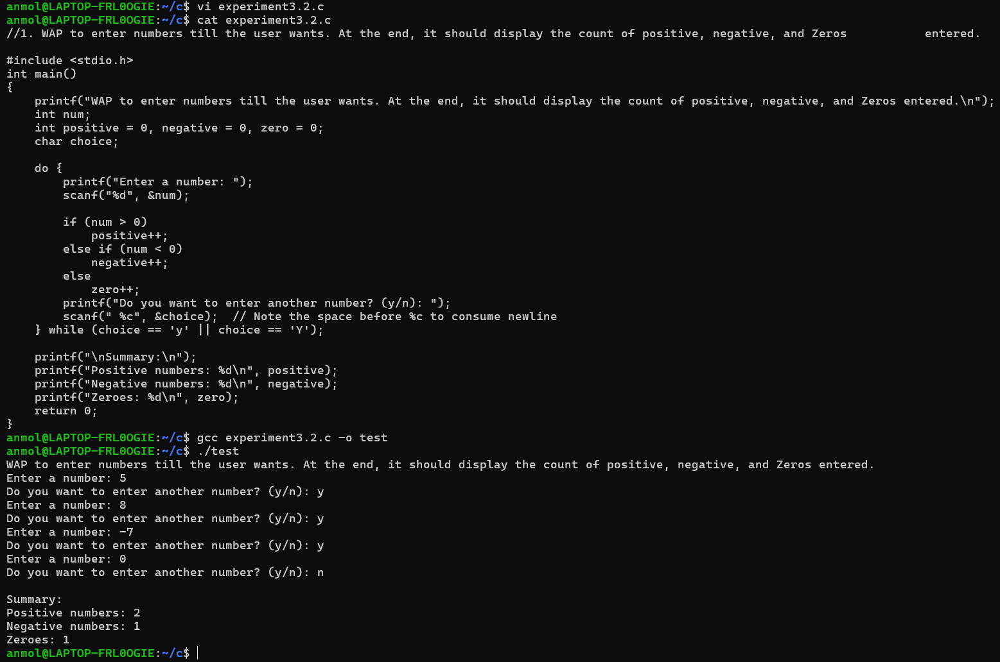 anmol@LAPTOP-FRL0OGIE:~/c$ vi experiment3.2.c
anmol@LAPTOP-FRL0OGIE:~/c$ cat experiment3.2.c
//1. WAP to enter numbers till the user wants. At the end, it should display the count of positive, negative, and Zeros           entered.

#include <stdio.h>
int main()
{
    printf("WAP to enter numbers till the user wants. At the end, it should display the count of positive, negative, and Zeros entered.\n");
    int num;
    int positive = 0, negative = 0, zero = 0;
    char choice;

    do {
        printf("Enter a number: ");
        scanf("%d", &num);

        if (num > 0)
            positive++;
        else if (num < 0)
            negative++;
        else
            zero++;
        printf("Do you want to enter another number? (y/n): ");
        scanf(" %c", &choice);  // Note the space before %c to consume newline
    } while (choice == 'y' || choice == 'Y');

    printf("\nSummary:\n");
    printf("Positive numbers: %d\n", positive);
    printf("Negative numbers: %d\n", negative);
    printf("Zeroes: %d\n", zero);
    return 0;
}
anmol@LAPTOP-FRL0OGIE:~/c$ gcc experiment3.2.c -o test
anmol@LAPTOP-FRL0OGIE:~/c$ ./test
WAP to enter numbers till the user wants. At the end, it should display the count of positive, negative, and Zeros entered.
Enter a number: 5
Do you want to enter another number? (y/n): y
Enter a number: 8
Do you want to enter another number? (y/n): y
Enter a number: -7
Do you want to enter another number? (y/n): y
Enter a number: 0
Do you want to enter another number? (y/n): n

Summary:
Positive numbers: 2
Negative numbers: 1
Zeroes: 1
anmol@LAPTOP-FRL0OGIE:~/c$